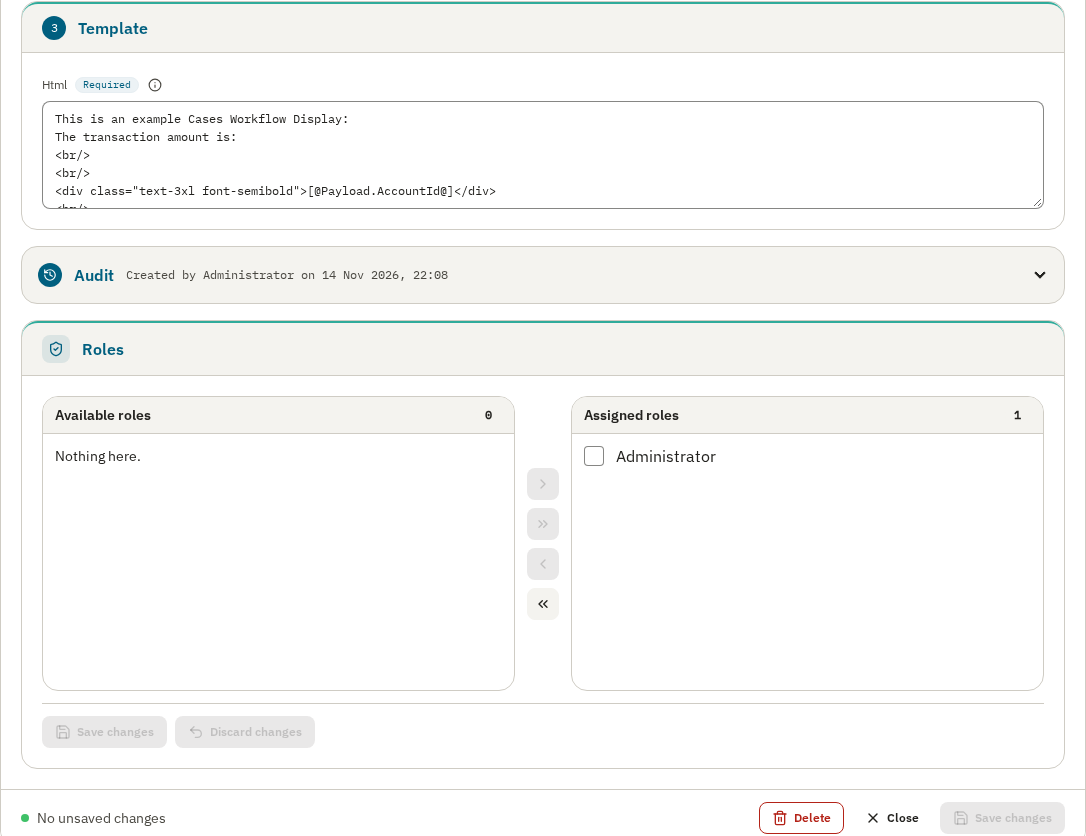 3 Template
Html Required
This is an example Cases Workflow Display:
The transaction amount is:
<br/>
<br/>
<div class="text-3xl font-semibold">[@Payload.AccountId@]</div>
<br/>
Audit Created by Administrator on 14 Nov 2026, 22:08
Roles
Available roles 0
Nothing here.
Assigned roles 1
Administrator
Save changes Discard changes
No unsaved changes Delete Close Save changes